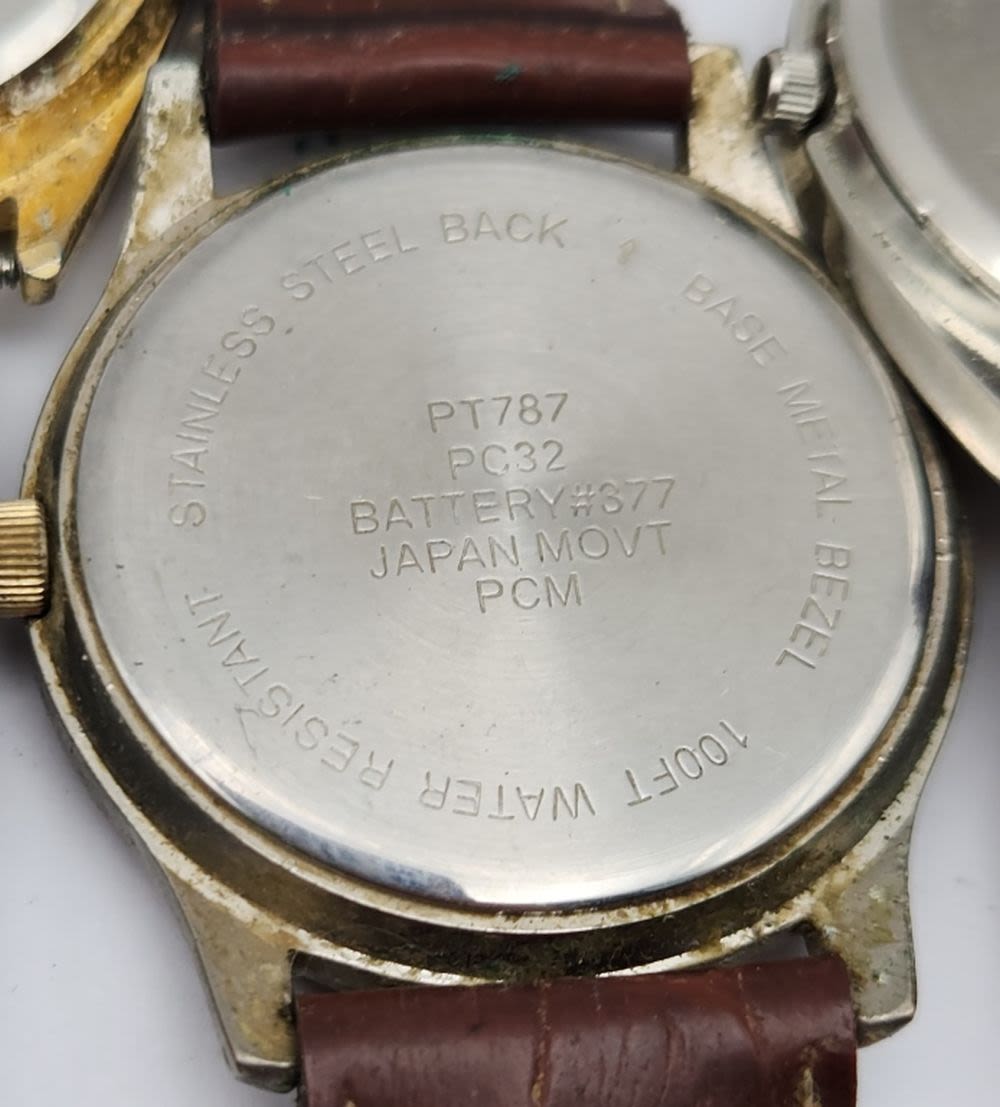 STAINLESS STEEL BACK
BASE METAL BEZEL
100FT WATER RESISTANT
PT787
PC32
BATTERY#377
JAPAN MOVT
PCM